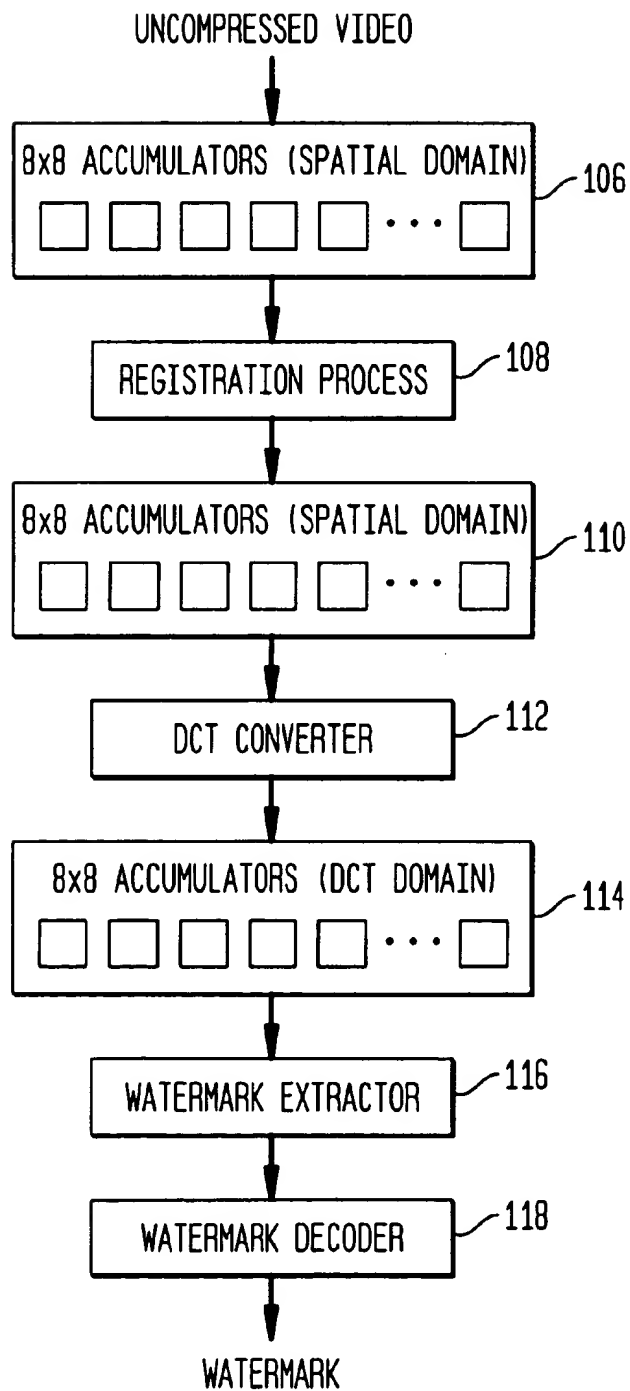 UNCOMPRESSED VIDEO
8x8 ACCUMULATORS (SPATIAL DOMAIN)
106
• • •
REGISTRATION PROCESS
108
8x8 ACCUMULATORS (SPATIAL DOMAIN)
110
• • •
DCT CONVERTER
112
8x8 ACCUMULATORS (DCT DOMAIN)
114
• • •
WATERMARK EXTRACTOR
116
WATERMARK DECODER
118
WATERMARK